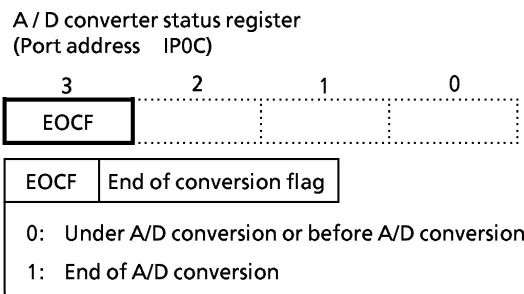 A / D converter status register
(Port address IP0C)
3 2 1 0
EOCF
EOCF End of conversion flag
0: Under A/D conversion or before A/D conversion
1: End of A/D conversion